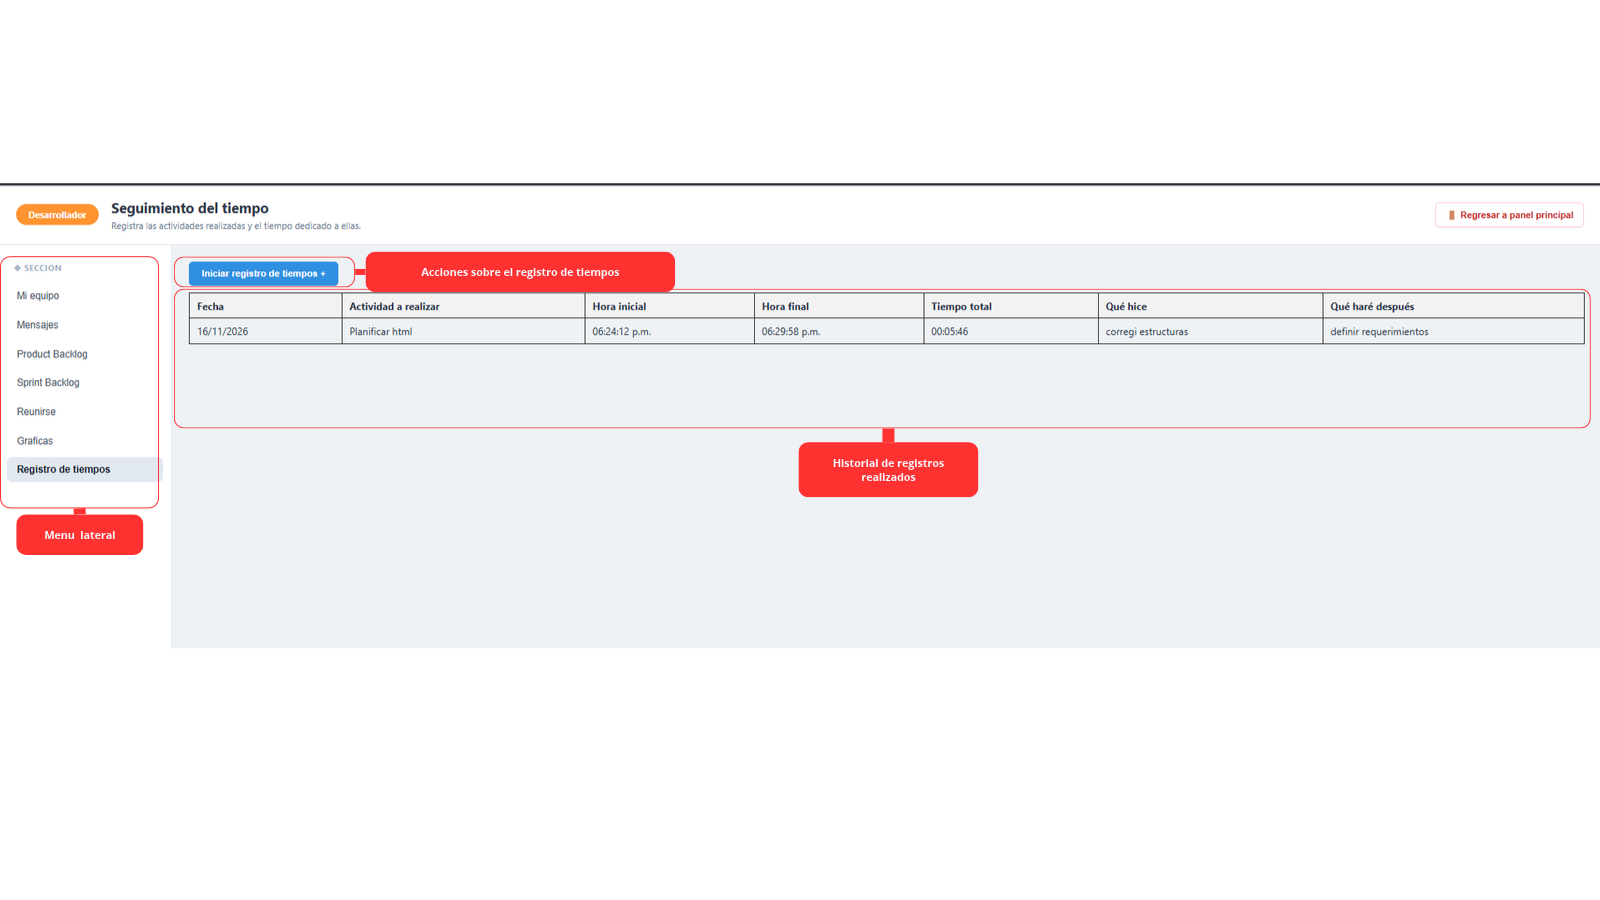 Desarrollador
Seguimiento del tiempo
Registra las actividades realizadas y el tiempo dedicado a ellas.
Regresar a panel principal
SECCION
Mi equipo
Mensajes
Product Backlog
Sprint Backlog
Reunirse
Graficas
Registro de tiempos
Menu lateral
Iniciar registro de tiempos +
Acciones sobre el registro de tiempos
Fecha Actividad a realizar Hora inicial Hora final Tiempo total Qué hice Qué haré después
16/11/2026 Planificar html 06:24:12 p.m. 06:29:58 p.m. 00:05:46 corregi estructuras definir requerimientos
Historial de registros
realizados